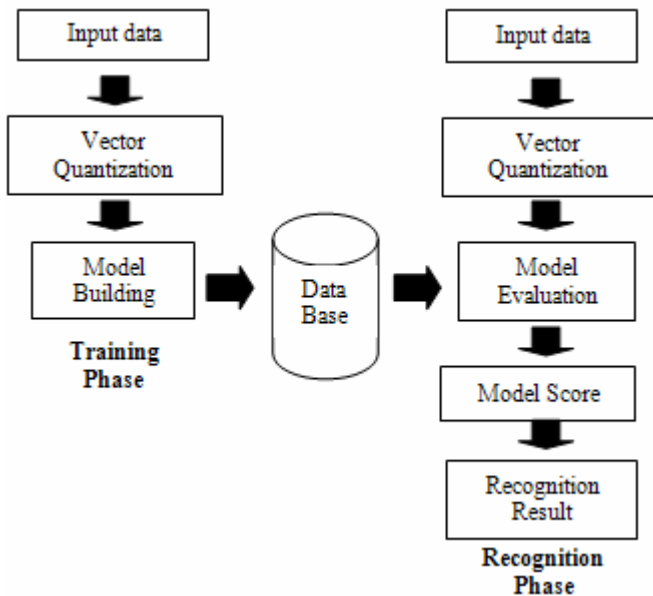 Input data
Vector
Quantization
Model
Building
Training
Phase
Data
Base
Input data
Vector
Quantization
Model
Evaluation
Model Score
Recognition
Result
Recognition
Phase